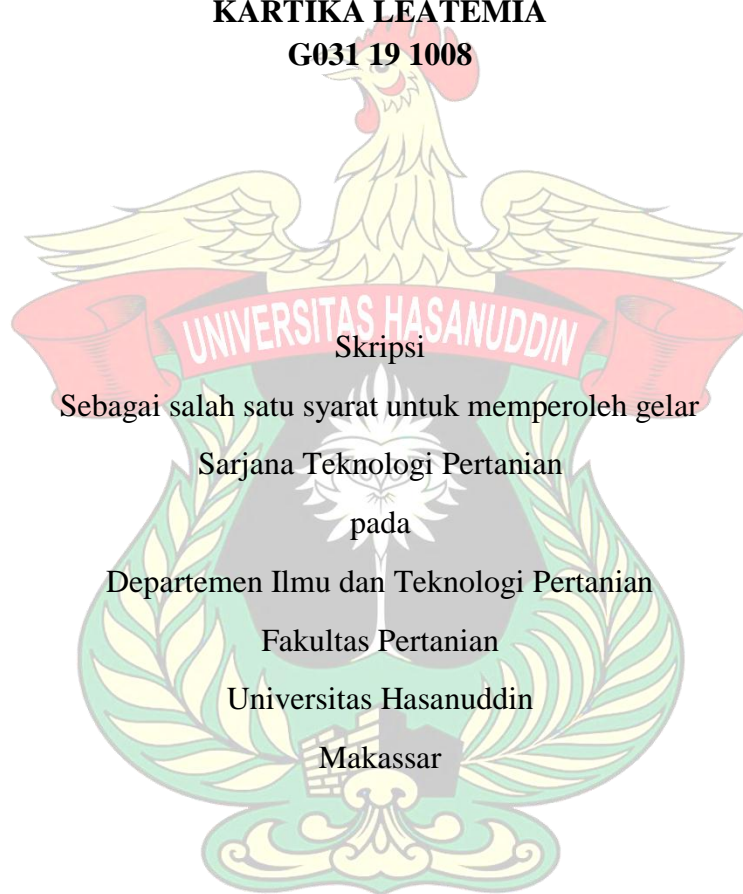 KARTIKA LEATEMIA
G031 19 1008
UNIVERSITAS HASANUDDIN
Skripsi
Sebagai salah satu syarat untuk memperoleh gelar
Sarjana Teknologi Pertanian
pada
Departemen Ilmu dan Teknologi Pertanian
Fakultas Pertanian
Universitas Hasanuddin
Makassar